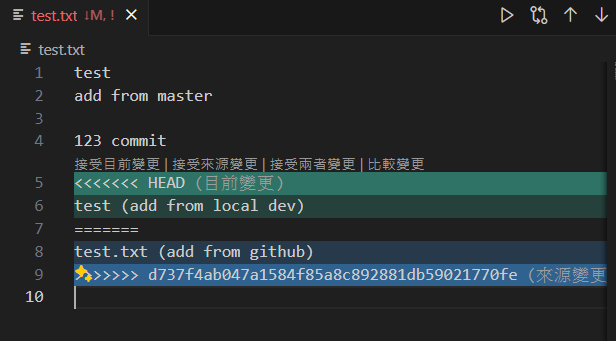 test.txt ↓M, !
test.txt
1 test
2 add from master
3
4 123 commit
接受目前變更 | 接受來源變更 | 接受兩者變更 | 比較變更
5 <<<<<<< HEAD (目前變更)
6 test (add from local dev)
7 =======
8 test.txt (add from github)
9 >>>>>>> d737f4ab047a1584f85a8c892881db59021770fe (來源變更
10